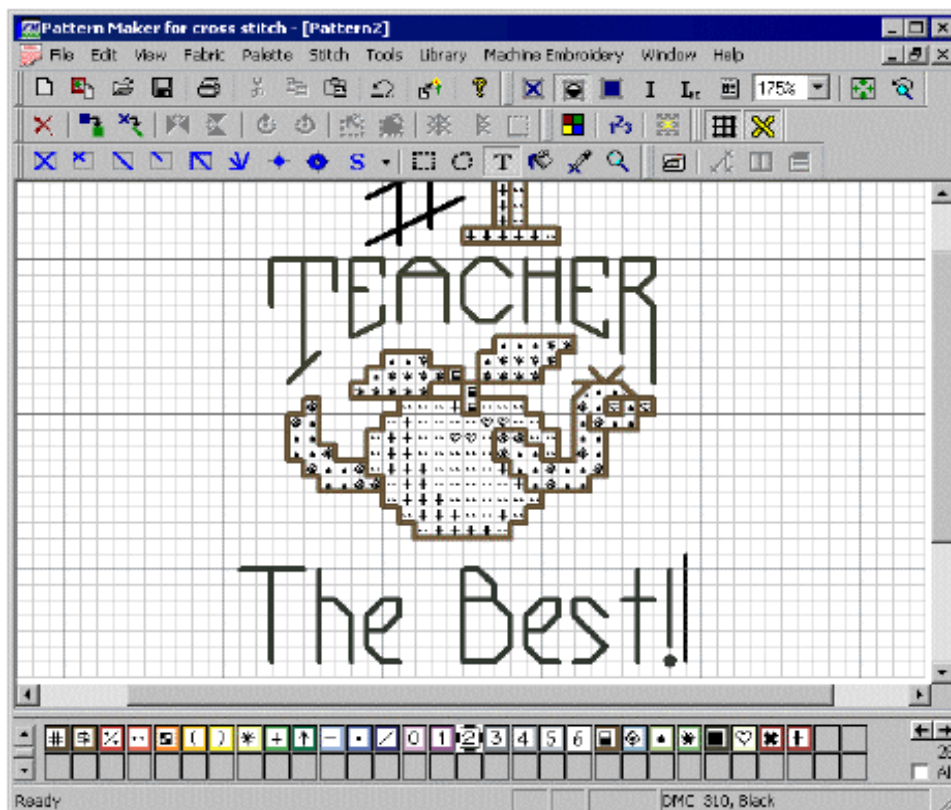 Pattern Maker for cross stitch - [Pattern2]
File Edit View Fabric Palette Stitch Tools Library Machine Embroidery Window Help
175%
#1
TEACHER
The Best!
0 1 2 3 4 5 6
Ready
DMC 310, Black